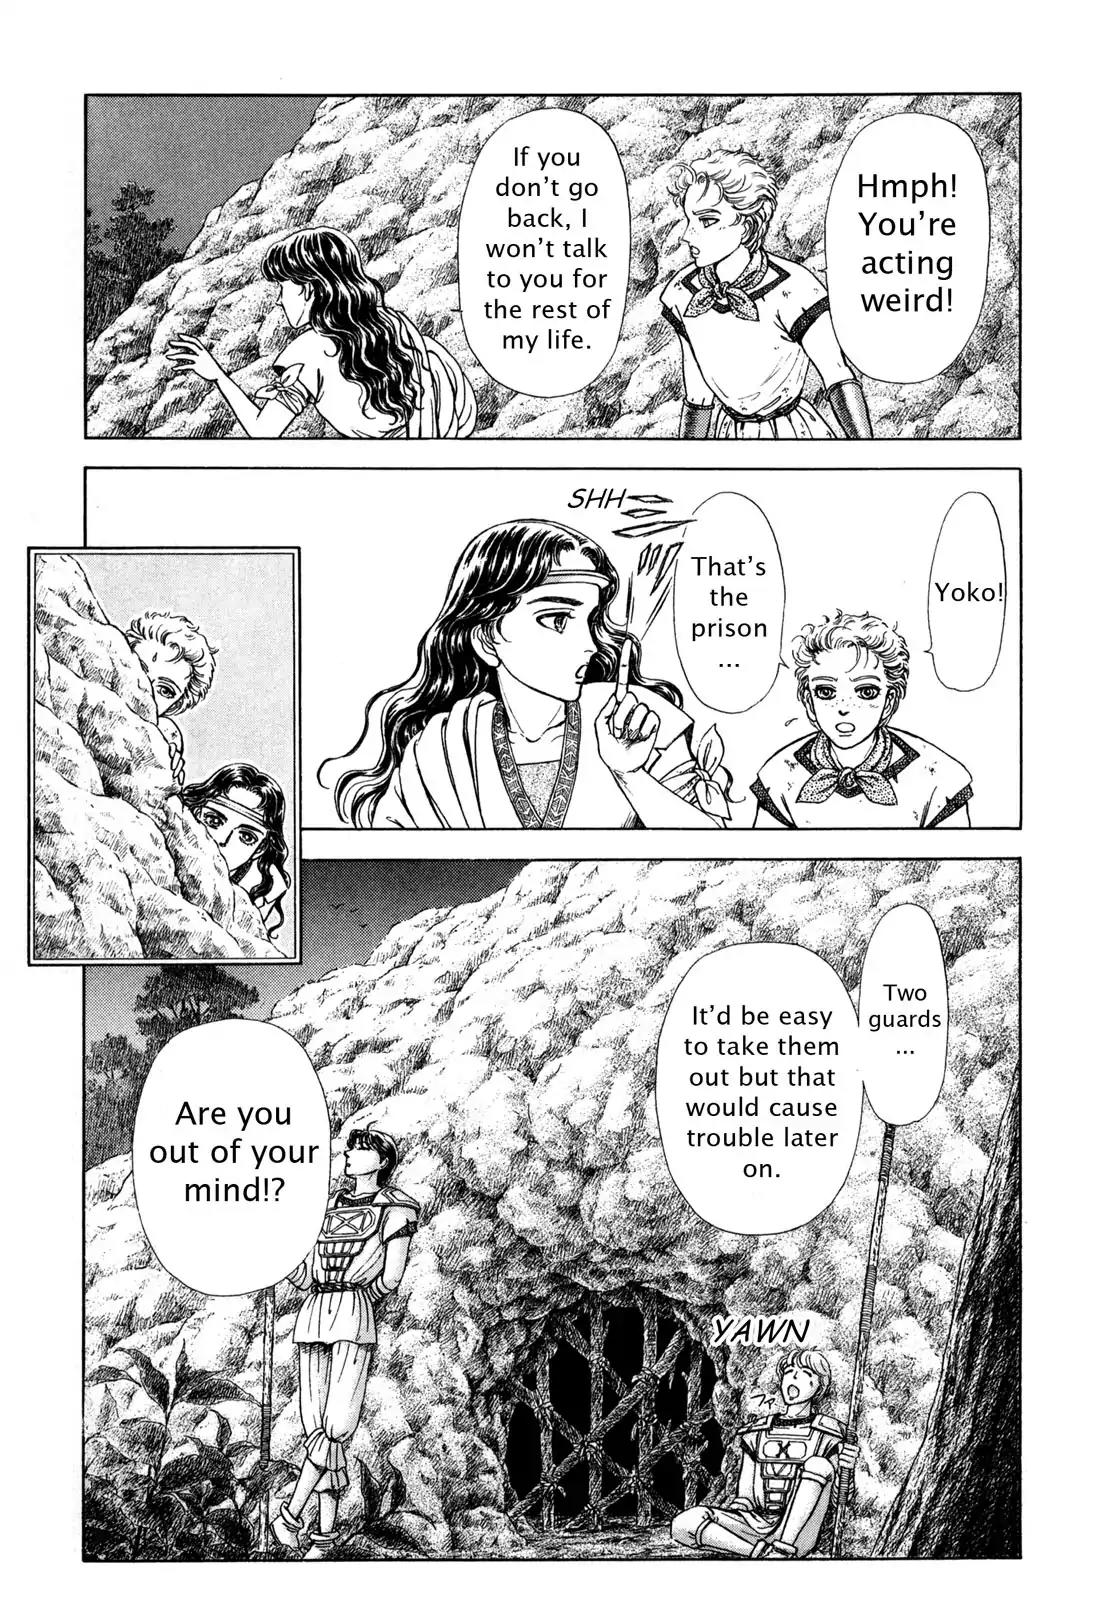 Hmph!
You're
acting
weird!
If you
don't go
back, I
won't talk
to you for
the rest of
my life.
Yoko!
SHH
That's
the
prison
...
Two
guards
...
It'd be easy
to take them
out but that
would cause
trouble later
on.
Are you
out of your
mind!?
YAWN
ファ